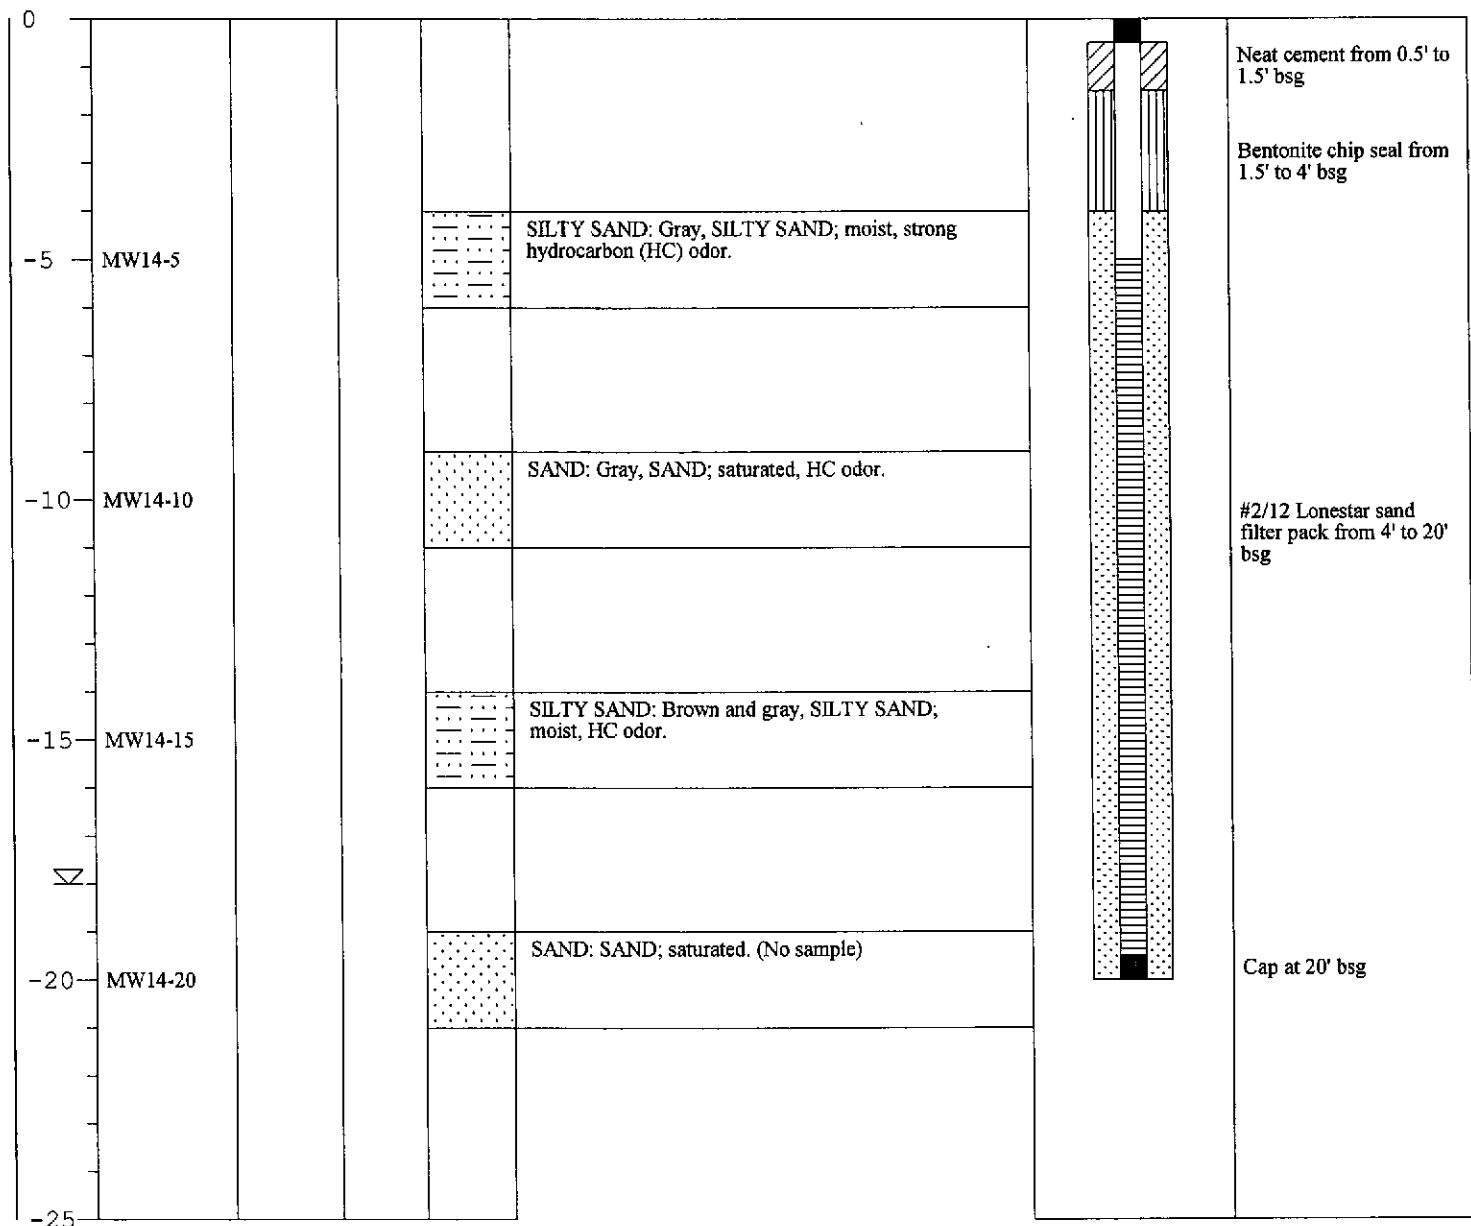 0
Neat cement from 0.5' to
1.5' bsg
Bentonite chip seal from
1.5' to 4' bsg
SILTY SAND: Gray, SILTY SAND; moist, strong
hydrocarbon (HC) odor.
-5 MW14-5
SAND: Gray, SAND; saturated, HC odor.
-10 MW14-10
#2/12 Lonestar sand
filter pack from 4' to 20'
bsg
SILTY SAND: Brown and gray, SILTY SAND;
moist, HC odor.
-15 MW14-15
SAND: SAND; saturated. (No sample)
-20 MW14-20
Cap at 20' bsg
-25